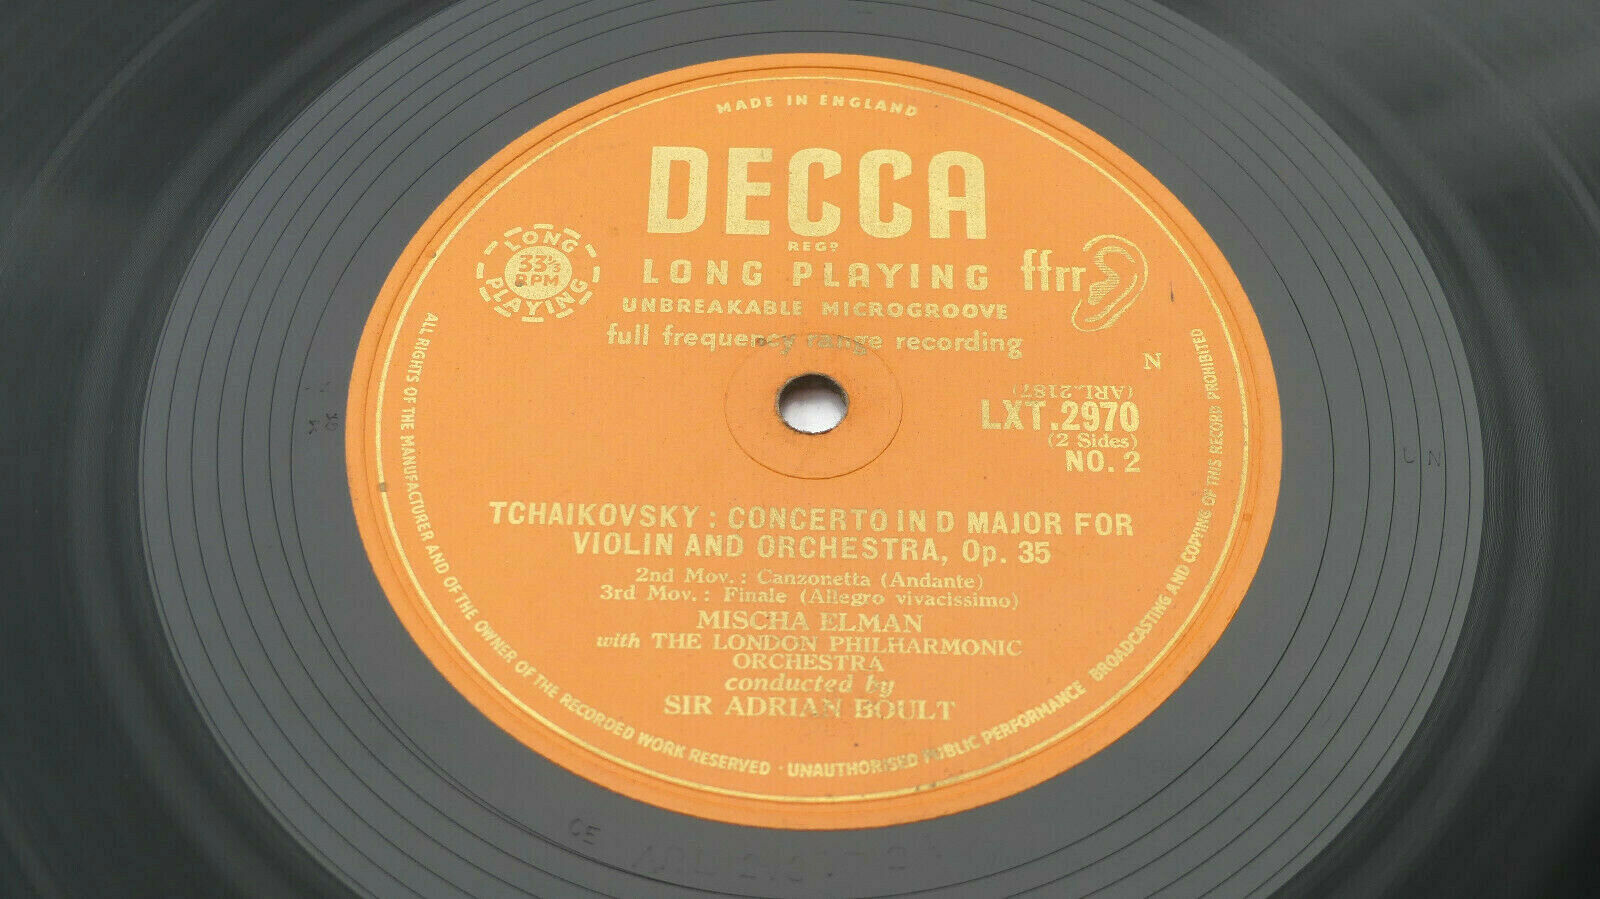 MADE IN ENGLAND
DECCA
REGD
LONG PLAYING
33⅓
RPM
LONG PLAYING
ffrr
UNBREAKABLE MICROGROOVE
full frequency range recording
N
(ARL.2187)
LXT.2970
(2 Sides)
NO. 2
TCHAIKOVSKY : CONCERTO IN D MAJOR FOR
VIOLIN AND ORCHESTRA, Op. 35
2nd Mov. : Canzonetta (Andante)
3rd Mov. : Finale (Allegro vivacissimo)
MISCHA ELMAN
with THE LONDON PHILHARMONIC
ORCHESTRA
conducted by
SIR ADRIAN BOULT
ALL RIGHTS OF THE MANUFACTURER AND OF THE OWNER OF THE RECORDED WORK RESERVED · UNAUTHORISED PUBLIC PERFORMANCE BROADCASTING AND COPYING OF THIS RECORD PROHIBITED
U N